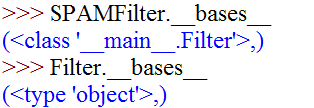 >>> SPAMFilter.__bases__
(<class '__main__.Filter'>,)
>>> Filter.__bases__
(<type 'object'>,)